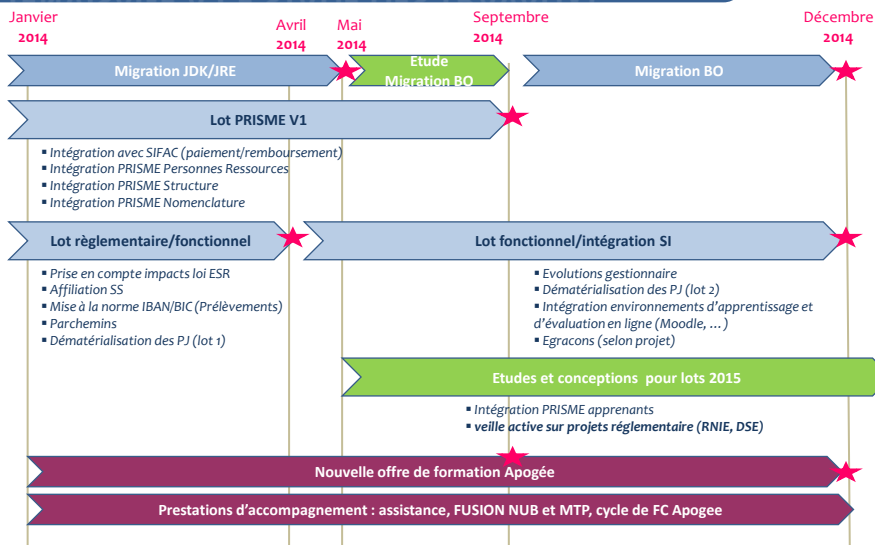 Janvier
2014
Avril
2014
Mai
2014
Septembre
2014
Décembre
2014
Migration JDK/JRE
Etude
Migration BO
Migration BO
Lot PRISME V1
▪ Intégration avec SIFAC (paiement/remboursement)
▪ Intégration PRISME Personnes Ressources
▪ Intégration PRISME Structure
▪ Intégration PRISME Nomenclature
Lot règlementaire/fonctionnel
Lot fonctionnel/intégration SI
▪ Prise en compte impacts loi ESR
▪ Affiliation SS
▪ Mise à la norme IBAN/BIC (Prélèvements)
▪ Parchemins
▪ Dématérialisation des PJ (lot 1)
▪ Evolutions gestionnaire
▪ Dématérialisation des PJ (lot 2)
▪ Intégration environnements d'apprentissage et
d'évaluation en ligne (Moodle, ...)
▪ Egracons (selon projet)
Etudes et conceptions pour lots 2015
▪ Intégration PRISME apprenants
▪ veille active sur projets réglementaire (RNIE, DSE)
Nouvelle offre de formation Apogée
Prestations d'accompagnement : assistance, FUSION NUB et MTP, cycle de FC Apogee